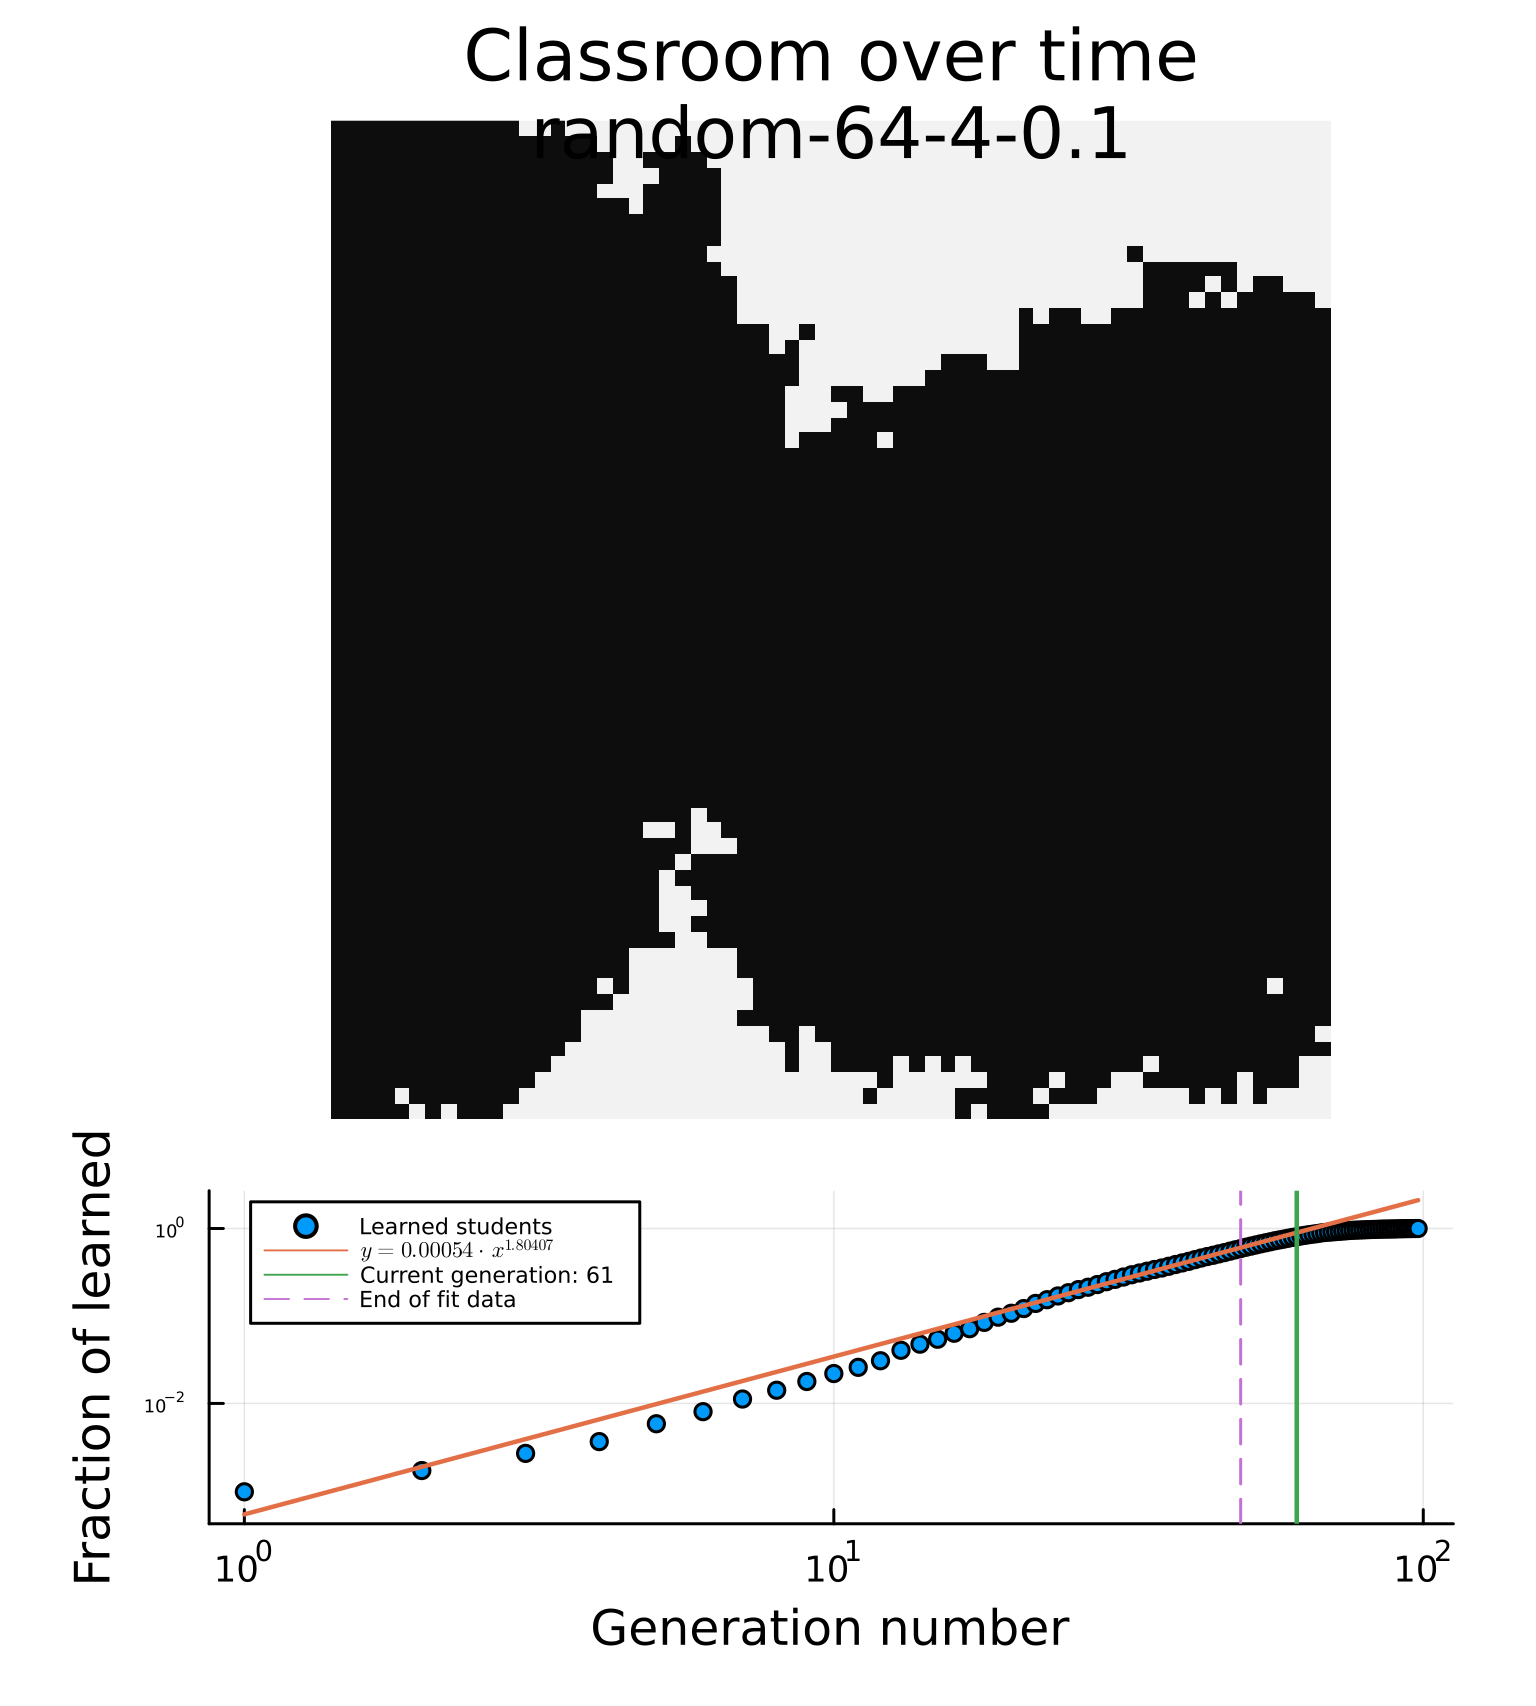 Classroom over time
random-64-4-0.1
Fraction of learned
10^0
10^−2
Learned students
y = 0.00054 · x^1.80407
Current generation: 61
End of fit data
10^0
10^1
10^2
Generation number